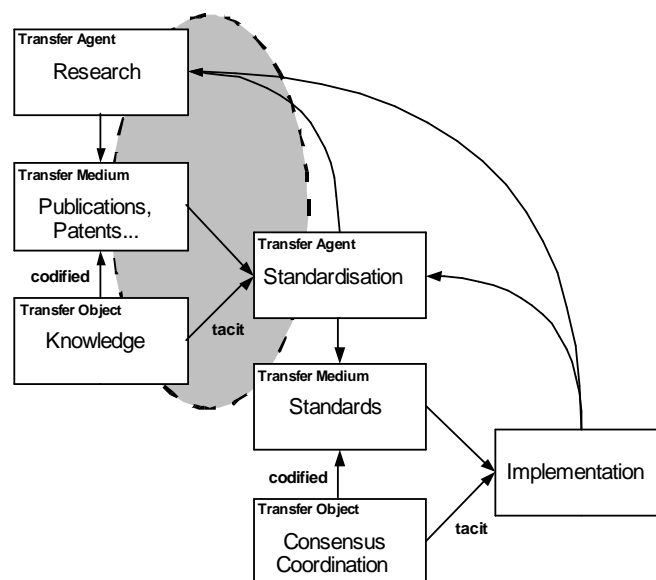 Transfer Agent
Research
Transfer Medium
Publications,
Patents...
codified
Transfer Object
Knowledge
tacit
Transfer Agent
Standardisation
Transfer Medium
Standards
codified
Transfer Object
Consensus
Coordination
tacit
Implementation